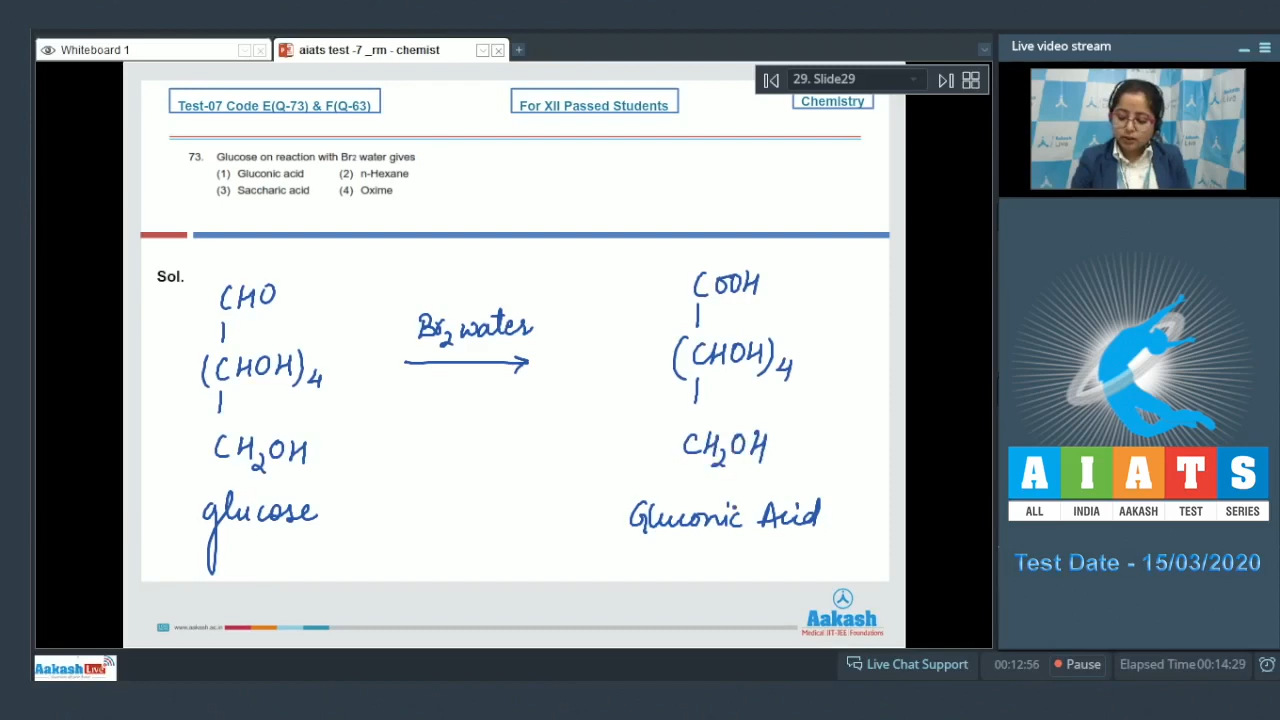 Whiteboard 1
aiats test -7 _rm - chemist
Live video stream
29. Slide29
Test-07 Code E(Q-73) & F(Q-63)
For XII Passed Students
Chemistry
73. Glucose on reaction with Br₂ water gives
(1) Gluconic acid (2) n-Hexane
(3) Saccharic acid (4) Oxime
Sol.
CHO
(CHOH)₄
CH₂OH
glucose
Br₂ water
COOH
(CHOH)₄
CH₂OH
Gluconic Acid
A I A T S
ALL INDIA AAKASH TEST SERIES
Test Date - 15/03/2020
www.aakash.ac.in
Aakash
Medical|IIT-JEE|Foundations
Aakash Live
Live Chat Support
00:12:56
Pause
Elapsed Time 00:14:29